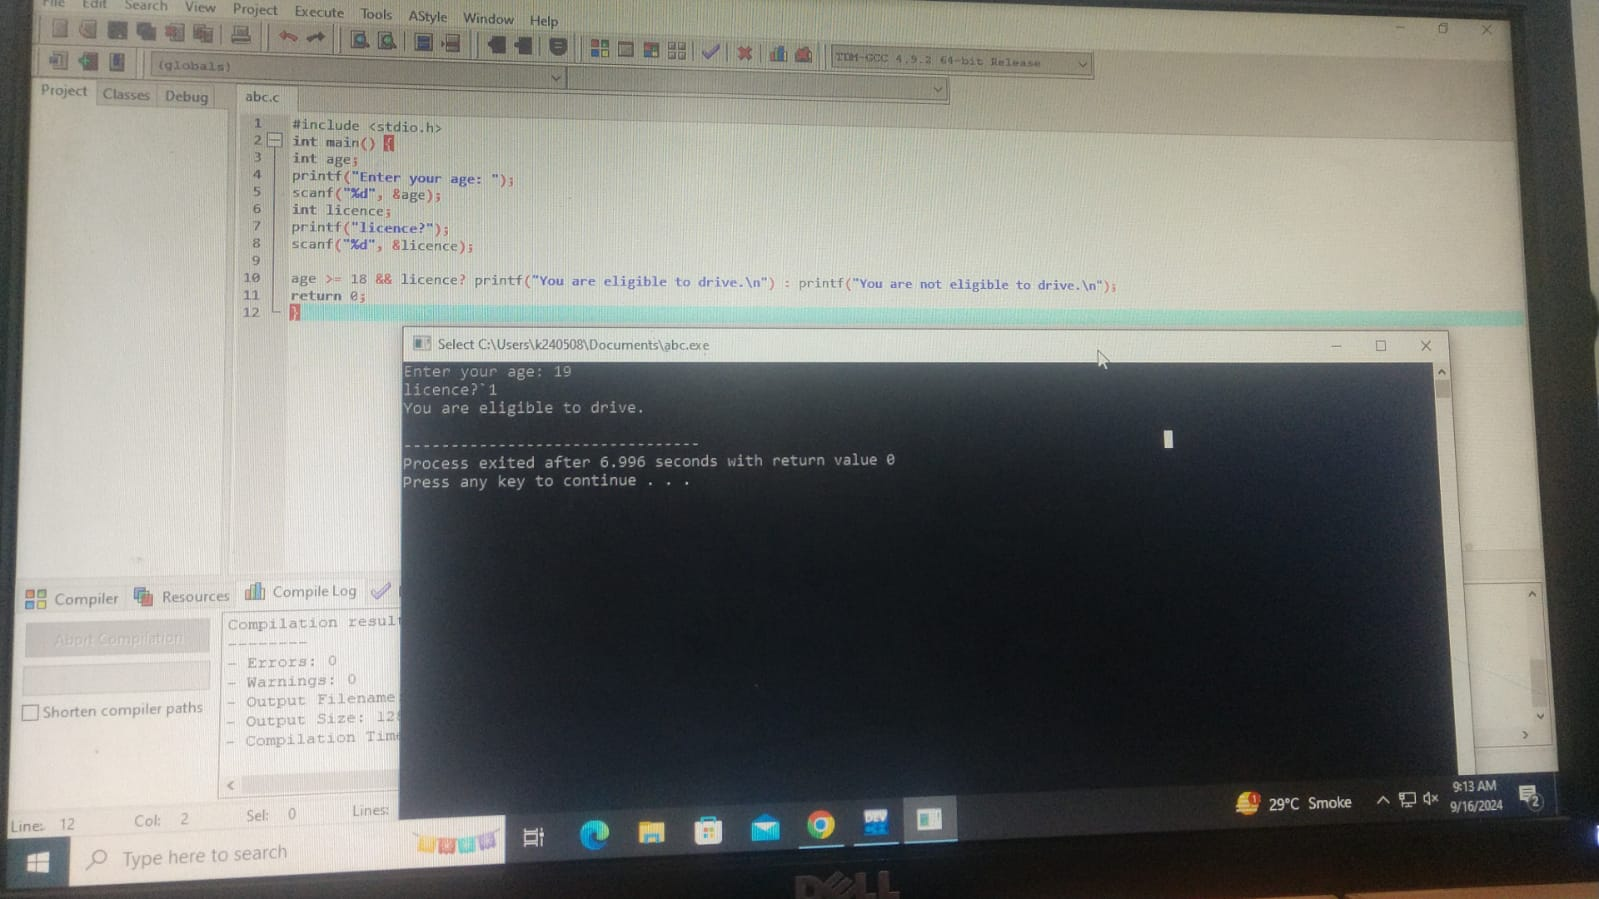 File Edit Search View Project Execute Tools AStyle Window Help
TDM-GCC 4.9.2 64-bit Release
(globals)
Project Classes Debug
abc.c
1 #include <stdio.h>
2 int main() {
3 int age;
4 printf("Enter your age: ");
5 scanf("%d", &age);
6 int licence;
7 printf("licence?");
8 scanf("%d", &licence);
9
10 age >= 18 && licence? printf("You are eligible to drive.\n") : printf("You are not eligible to drive.\n");
11 return 0;
12 }
Select C:\Users\k240508\Documents\abc.exe
Enter your age: 19
licence?`1
You are eligible to drive.
--------------------------------
Process exited after 6.996 seconds with return value 0
Press any key to continue . . .
Compiler Resources Compile Log
Abort Compilation
Shorten compiler paths
Compilation result
--------
- Errors: 0
- Warnings: 0
- Output Filename
- Output Size: 128
- Compilation Time
Line: 12 Col: 2 Sel: 0 Lines:
Type here to search
DEV
29°C Smoke
9:13 AM
9/16/2024
2
DELL